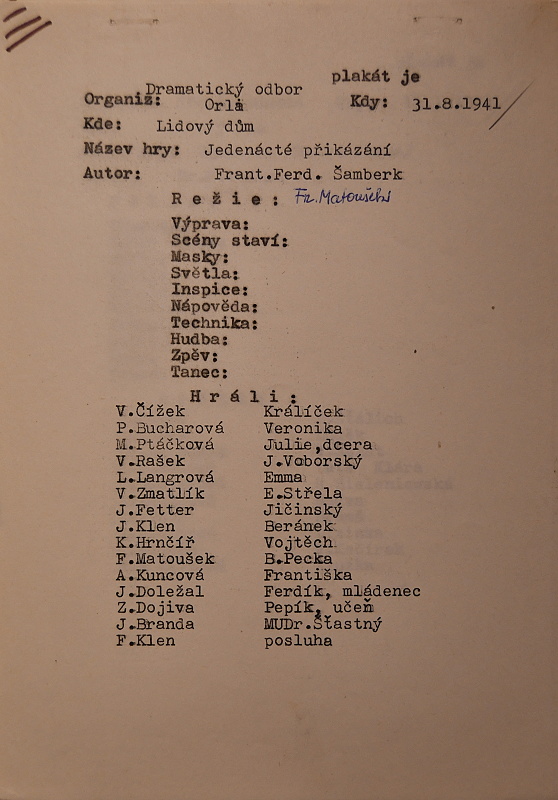 plakát je
Dramatický odbor
Organiz: Orlá Kdy: 31.8.1941
Kde: Lidový dům
Název hry: Jedenácté přikázání
Autor: Frant.Ferd. Šamberk
R e ž i e : Fr. Matoušek
Výprava:
Scény staví:
Masky:
Světla:
Inspice:
Nápověda:
Technika:
Hudba:
Zpěv:
Tanec:
H r á l i :
V.Čížek Králíček
P.Bucharová Veronika
M.Ptáčková Julie,dcera
V.Rašek J.Voborský
L.Langrová Emma
V.Zmatlík E.Střela
J.Fetter Jičinský
J.Klen Beránek
K.Hrnčíř Vojtěch
F.Matoušek B.Pecka
A.Kuncová Františka
J.Doležal Ferdík, mládenec
Z.Dojiva Pepík, učeň
J.Branda MUDr.Šťastný
F.Klen posluha